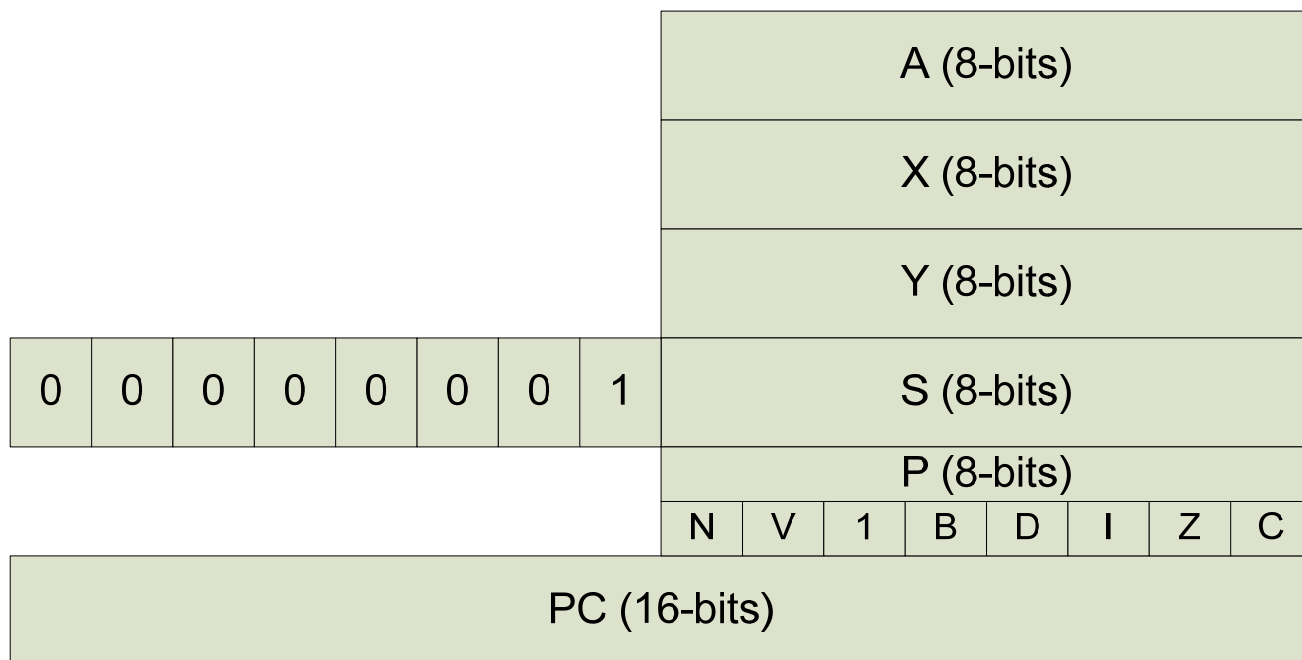 A (8-bits)
X (8-bits)
Y (8-bits)
0 0 0 0 0 0 0 1 S (8-bits)
P (8-bits)
N V 1 B D I Z C
PC (16-bits)